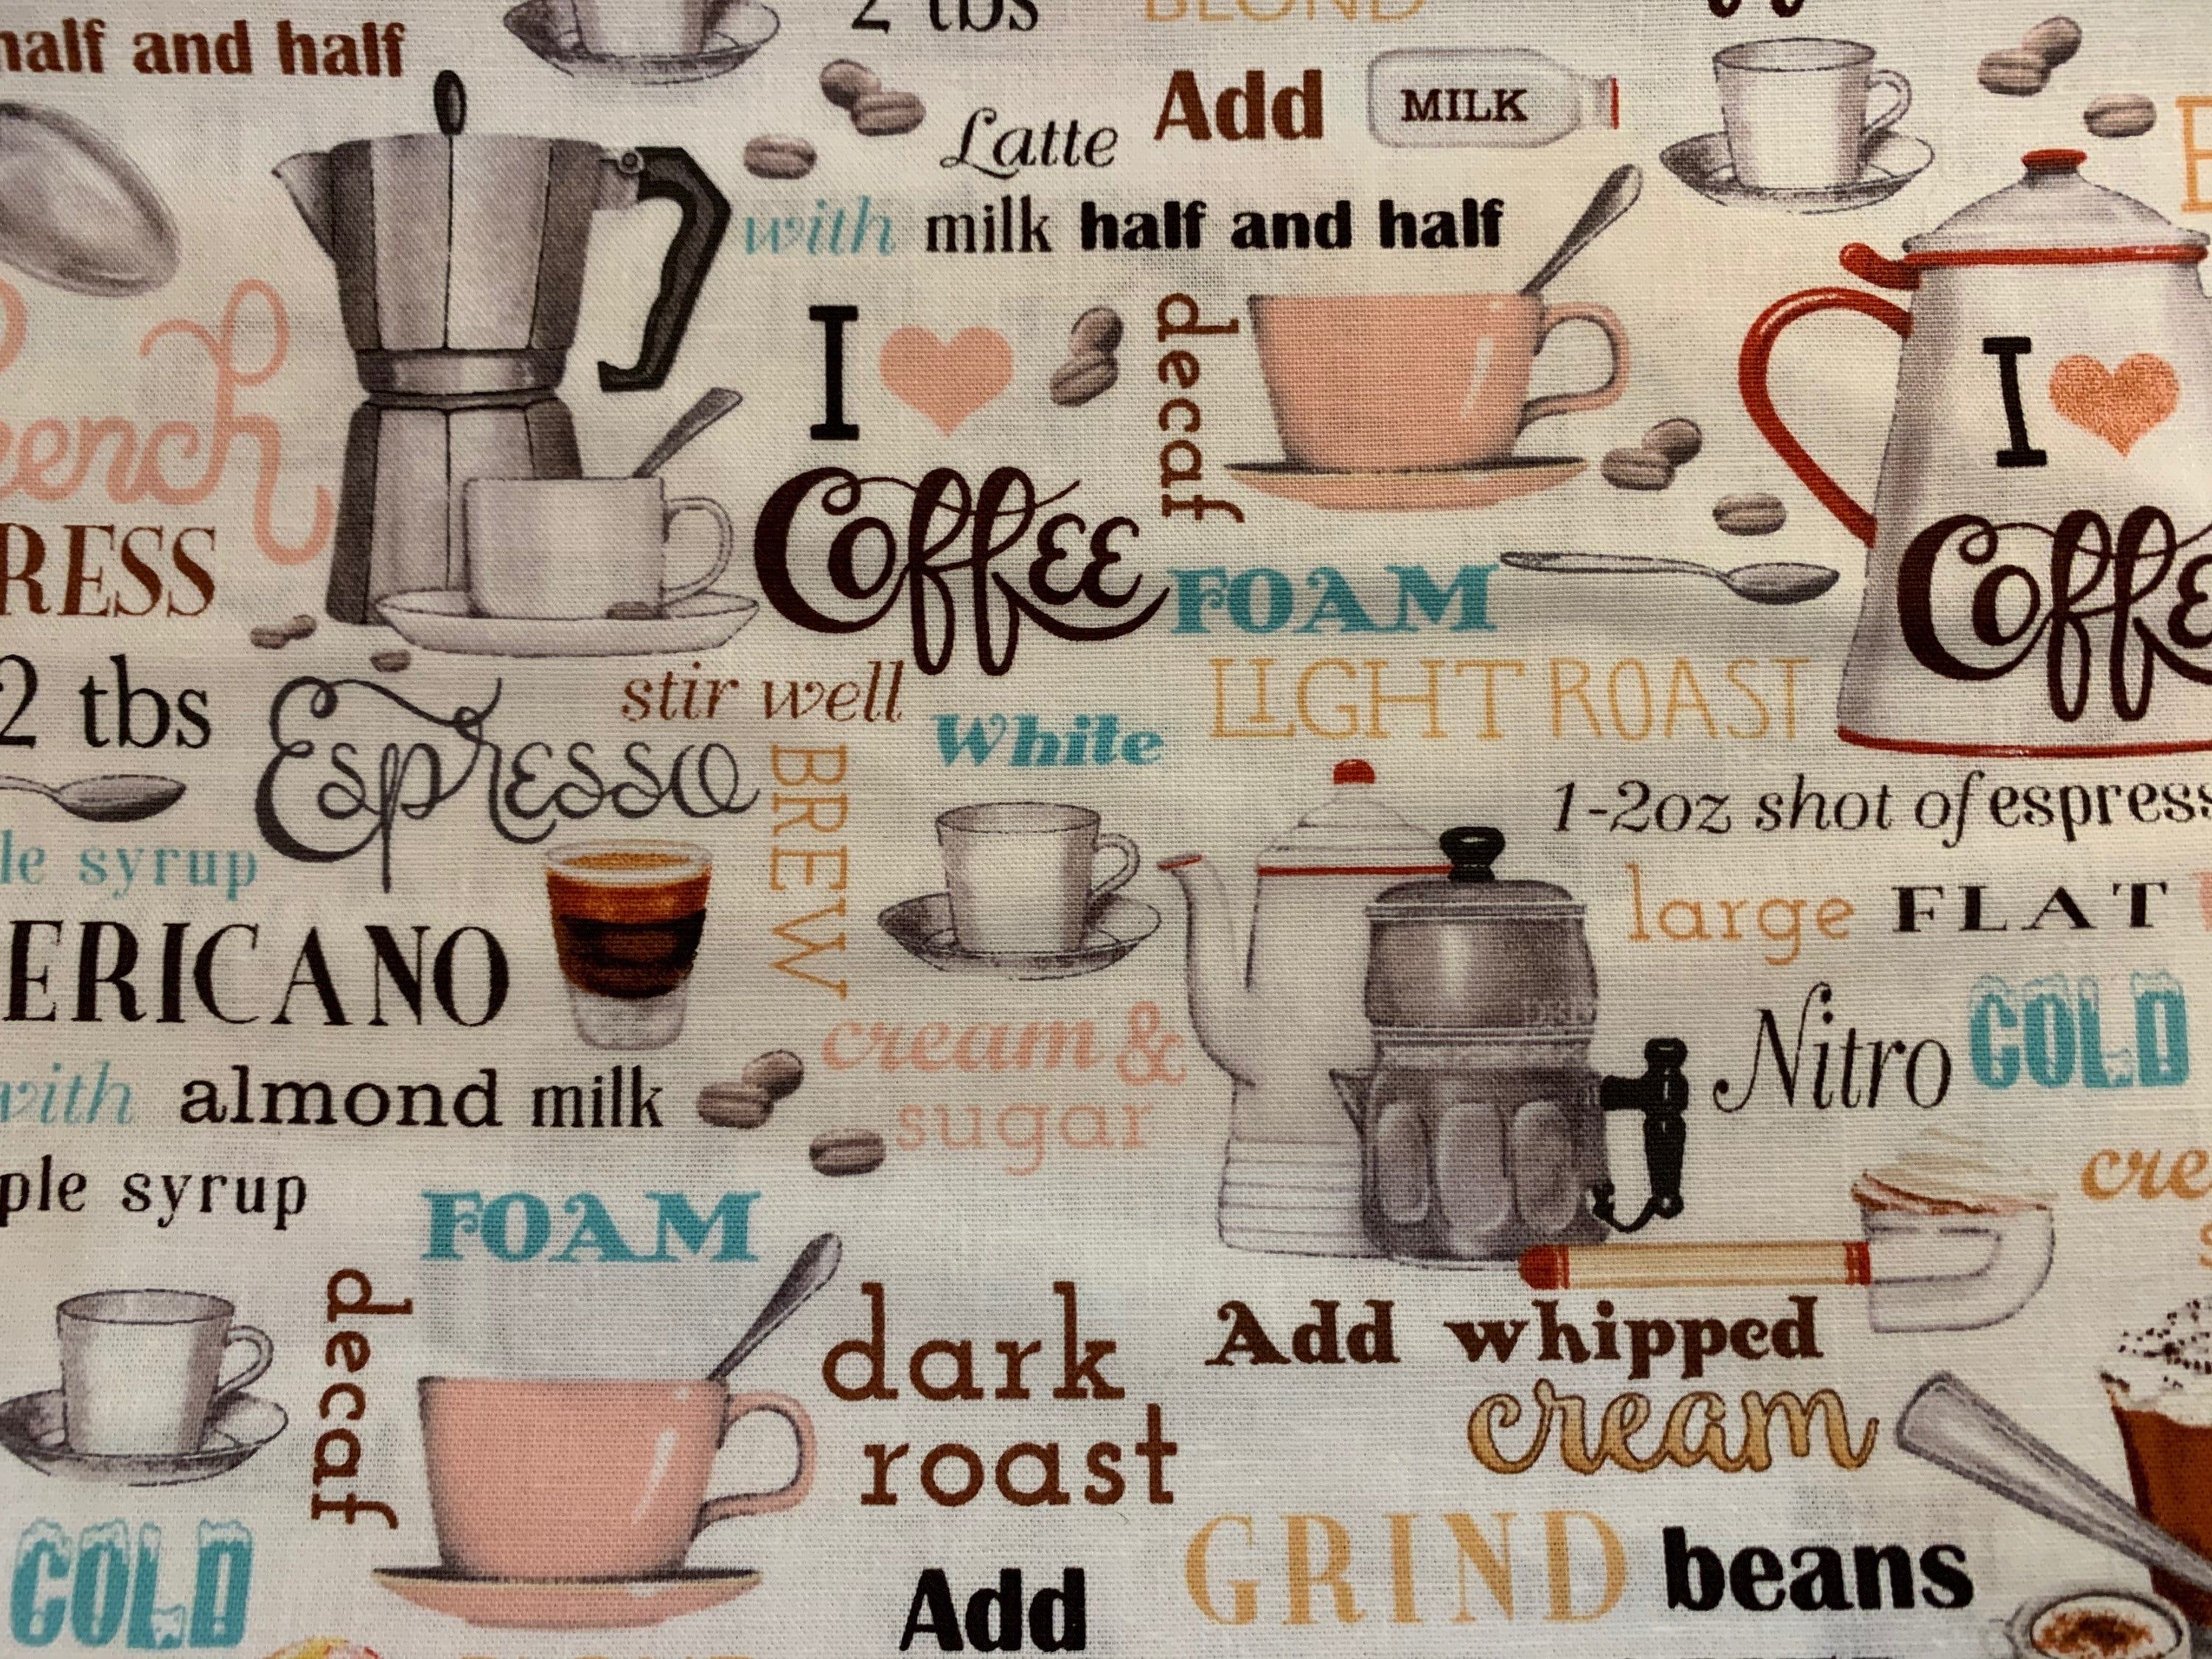 half and half
2 tbs
BLOND
Latte
Add
MILK
with milk half and half
I
Coffee
decaf
I
Coffe
FOAM
ench
RESS
2 tbs
stir well
Espresso
White
LIGHT ROAST
BREW
1-2oz shot of espress
le syrup
large FLAT
ERICANO
Nitro COLD
cream &
sugar
with almond milk
ple syrup
cre
FOAM
decaf
dark
roast
Add whipped
cream
COLD
Add
GRIND beans